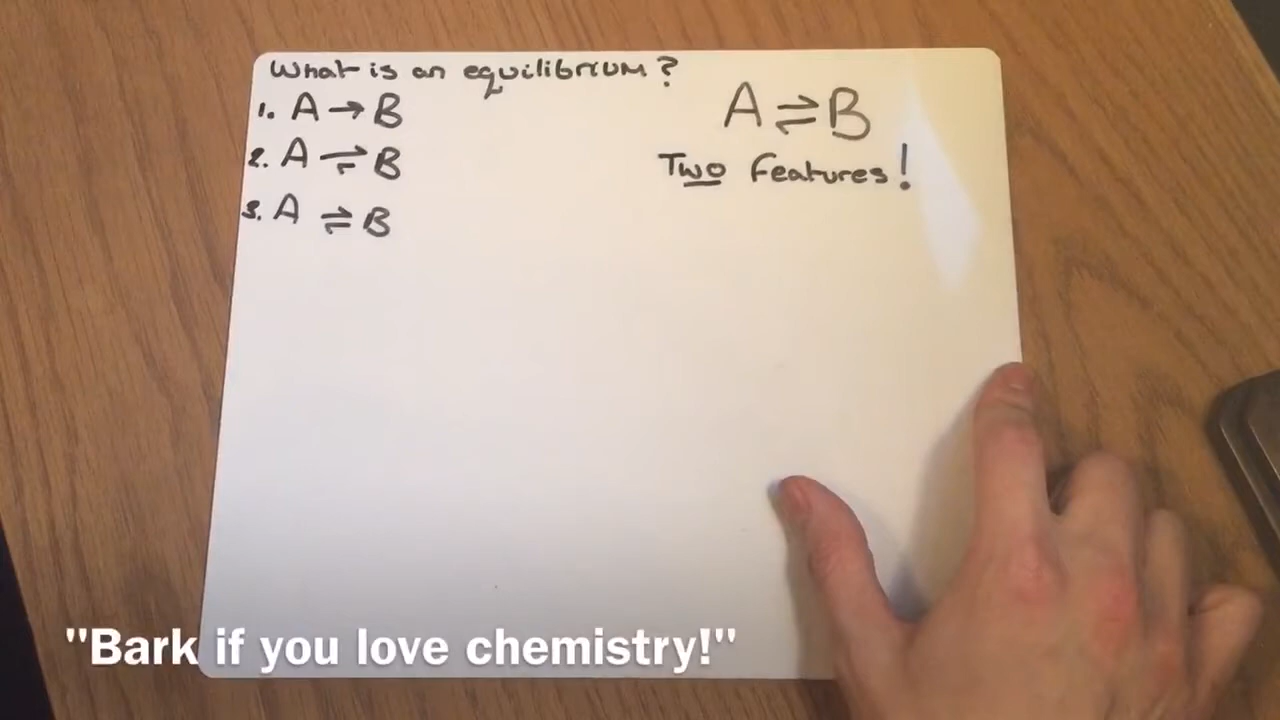 What is an equilibrium?
1. A → B
2. A ⇌ B
3. A ⇌ B
A ⇌ B
Two features!
"Bark if you love chemistry!"